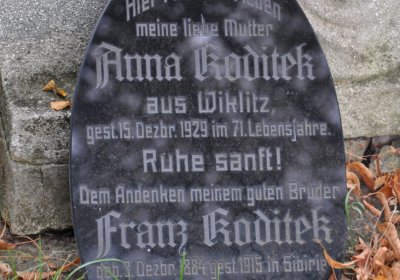 Hier
meine liebe Mutter
Anna Koditek
aus Wiklitz,
gest. 15. Dezbr. 1929 im 71. Lebensjahre.
Ruhe sanft!
Dem Andenken meinem guten Bruder
Franz Koditek
geb. 3. Dezbr. 1884 gest. 1915 in Sibirie